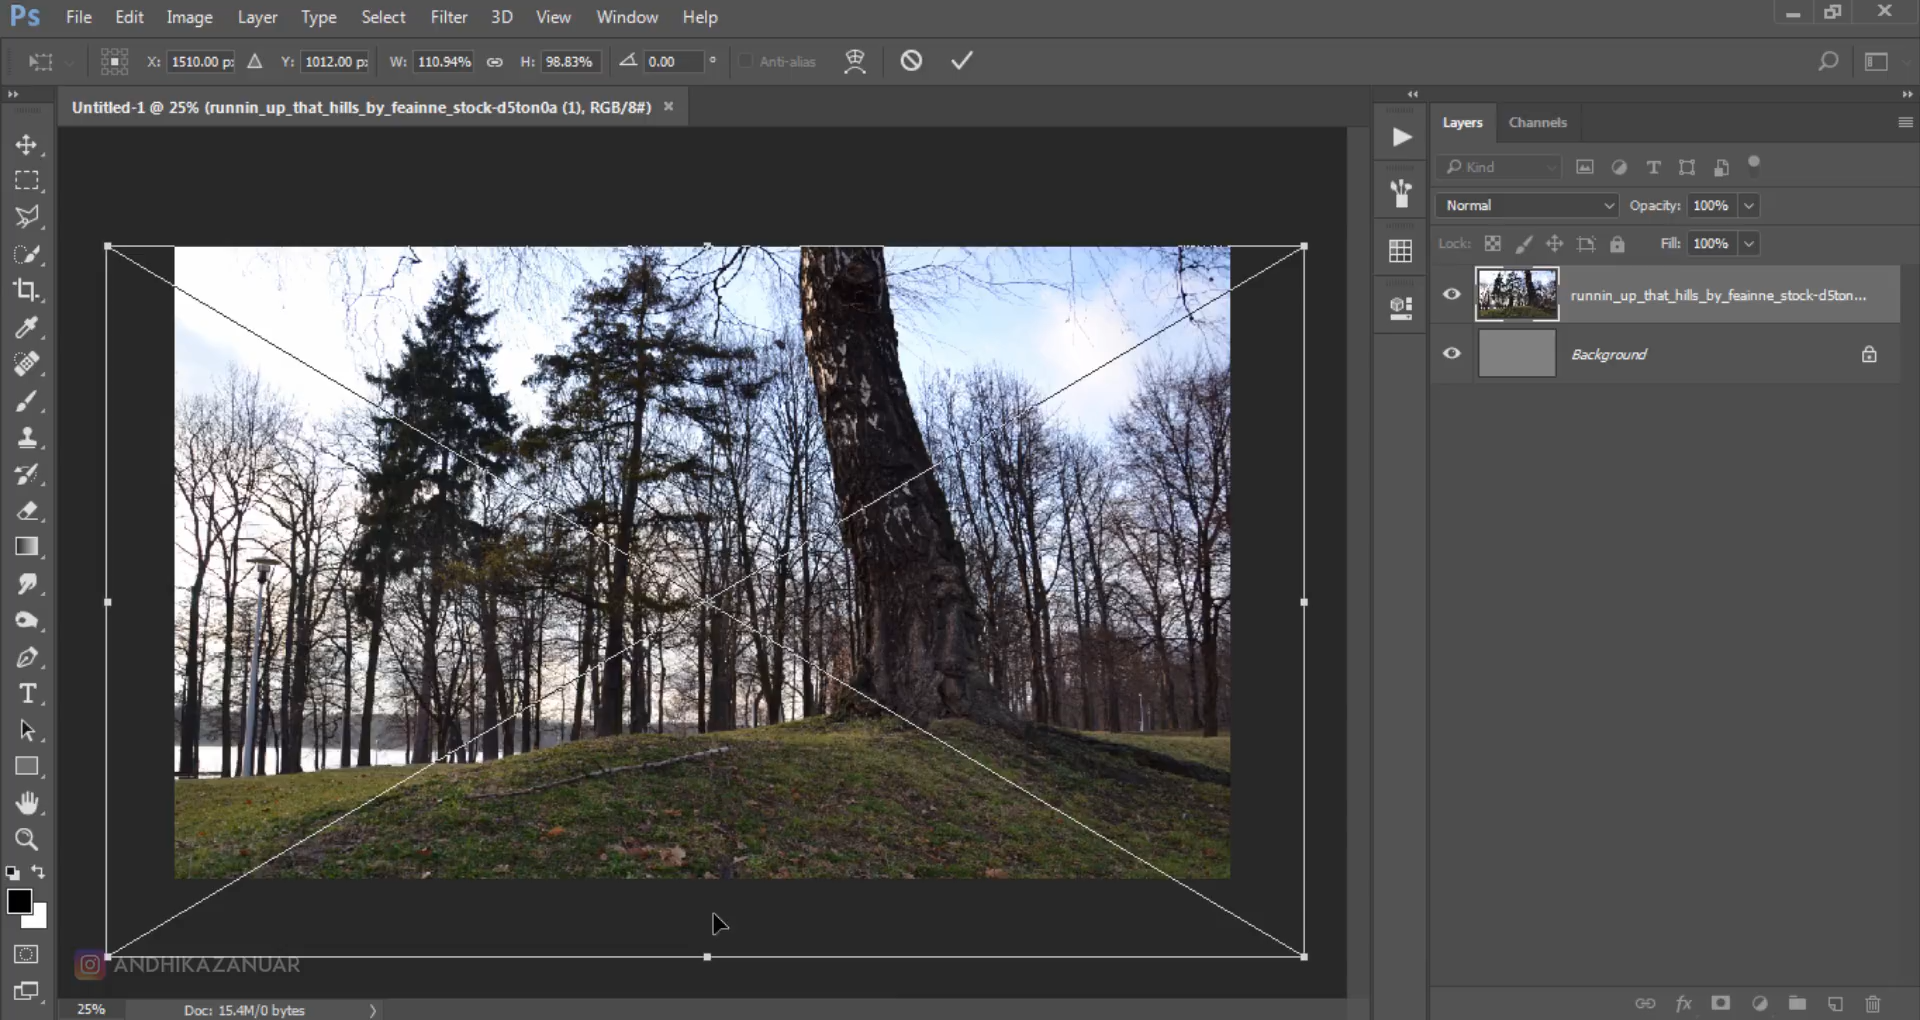 Ps File Edit Image Layer Type Select Filter 3D View Window Help
X: 1510.00 px Y: 1012.00 px W: 110.94% H: 98.83% 0.00 ° Anti-alias
Untitled-1 @ 25% (runnin_up_that_hills_by_feainne_stock-d5ton0a (1), RGB/8#) ×
Layers Channels
Kind
Normal Opacity: 100%
Lock: Fill: 100%
runnin_up_that_hills_by_feainne_stock-d5ton...
Background
ANDHIKAZANUAR
25% Doc: 15.4M/0 bytes